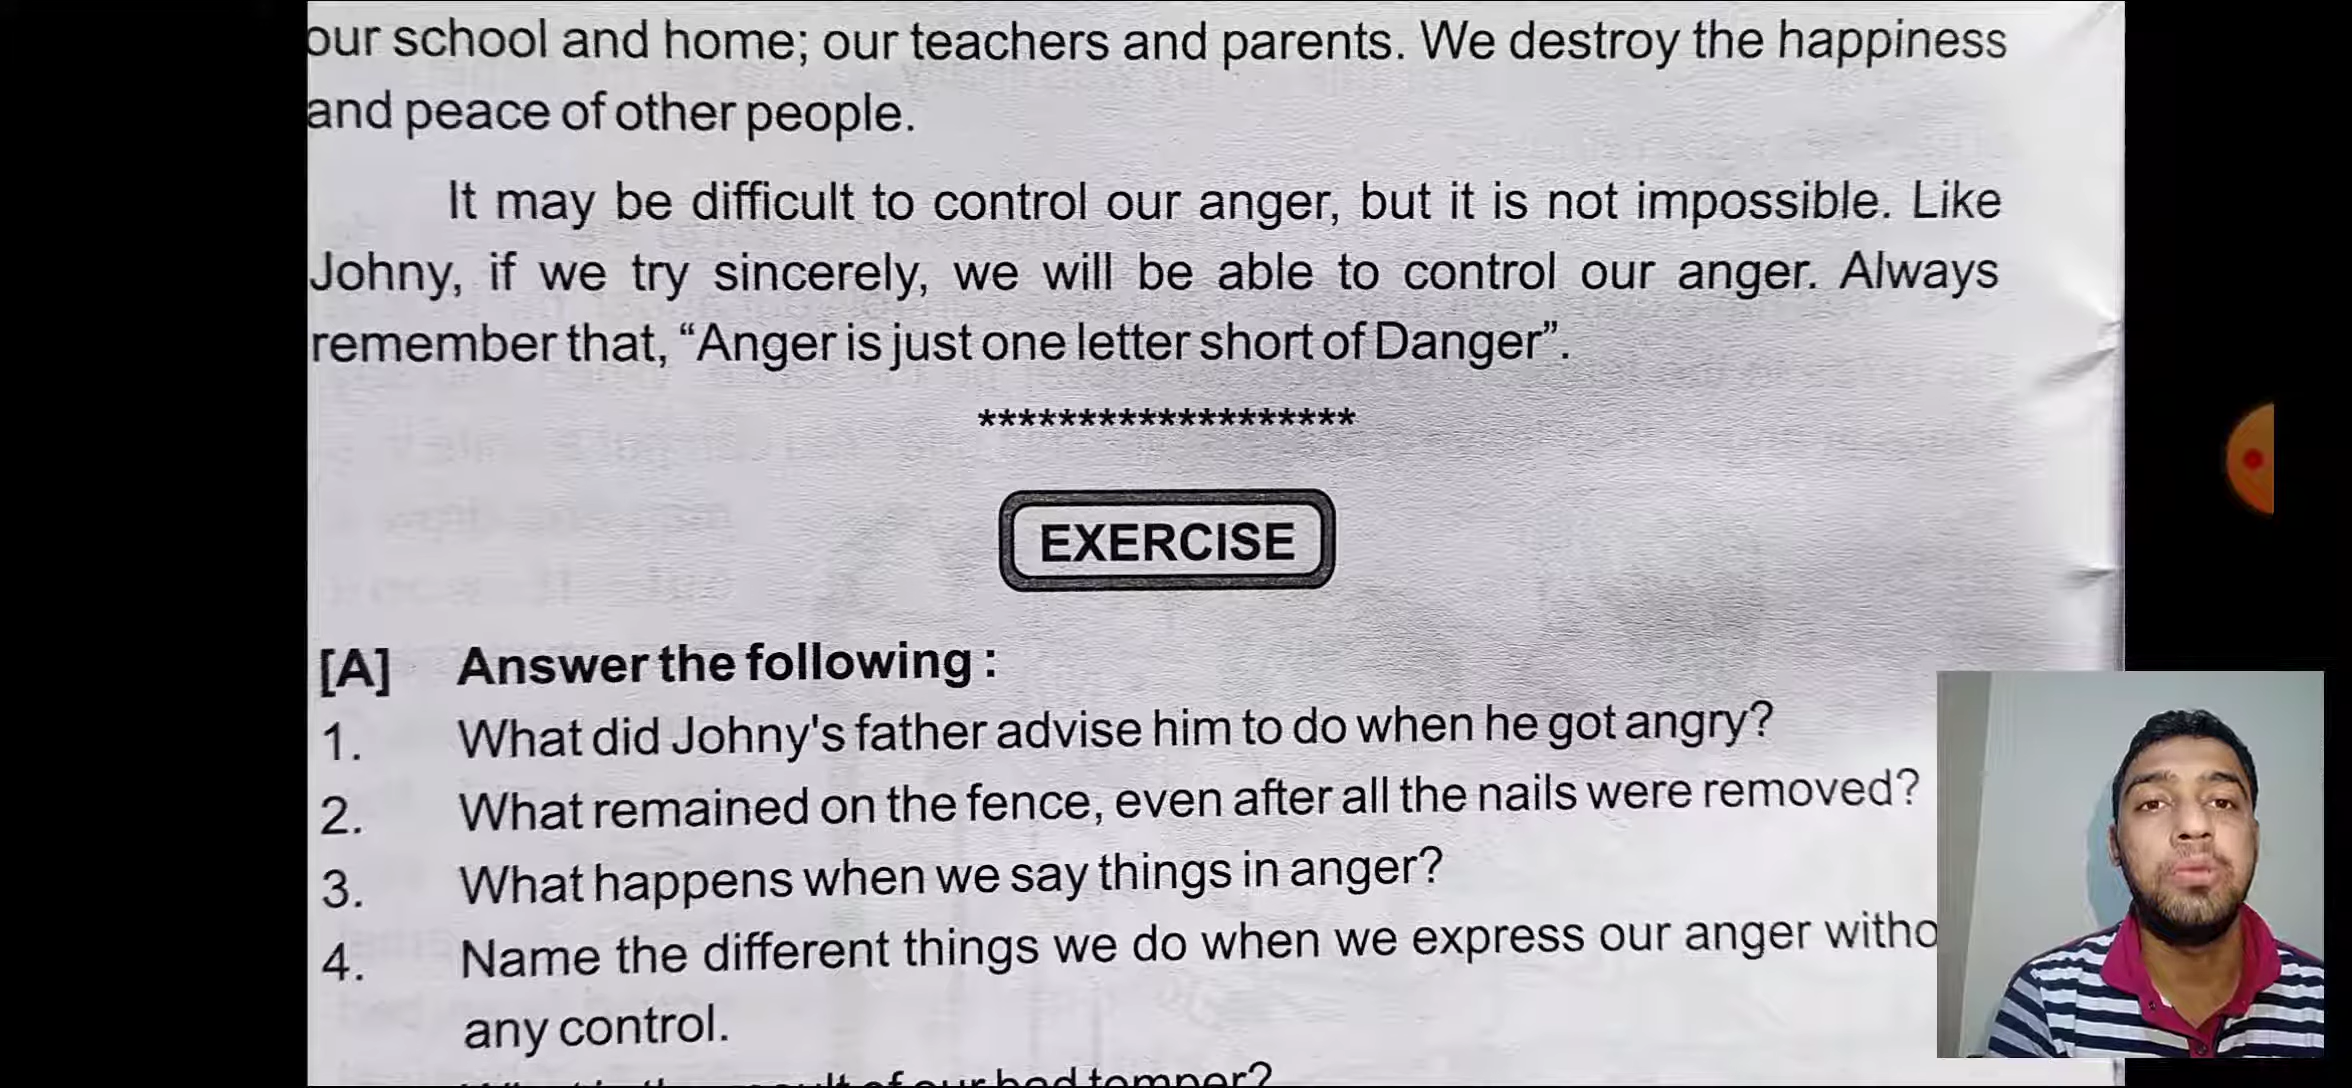 our school and home; our teachers and parents. We destroy the happiness
and peace of other people.
It may be difficult to control our anger, but it is not impossible. Like
Johny, if we try sincerely, we will be able to control our anger. Always
remember that, “Anger is just one letter short of Danger”.
*******************
EXERCISE
[A] Answer the following :
1. What did Johny's father advise him to do when he got angry?
2. What remained on the fence, even after all the nails were removed?
3. What happens when we say things in anger?
4. Name the different things we do when we express our anger witho
any control.
of our bad temper?